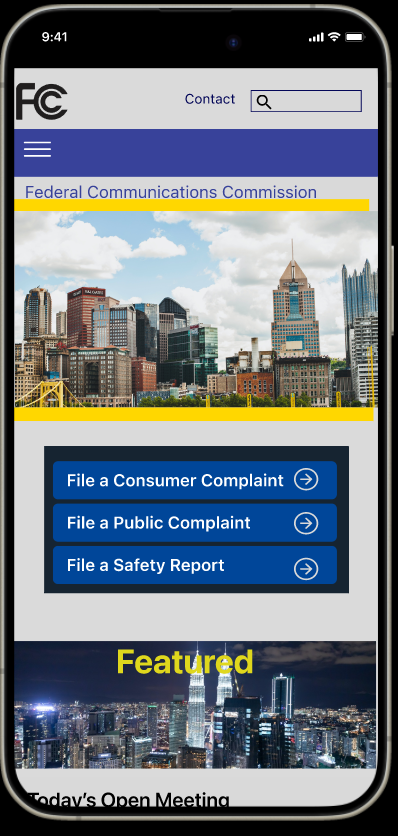 9:41
FCC
Contact
Federal Communications Commission
File a Consumer Complaint
File a Public Complaint
File a Safety Report
Featured
Today's Open Meeting